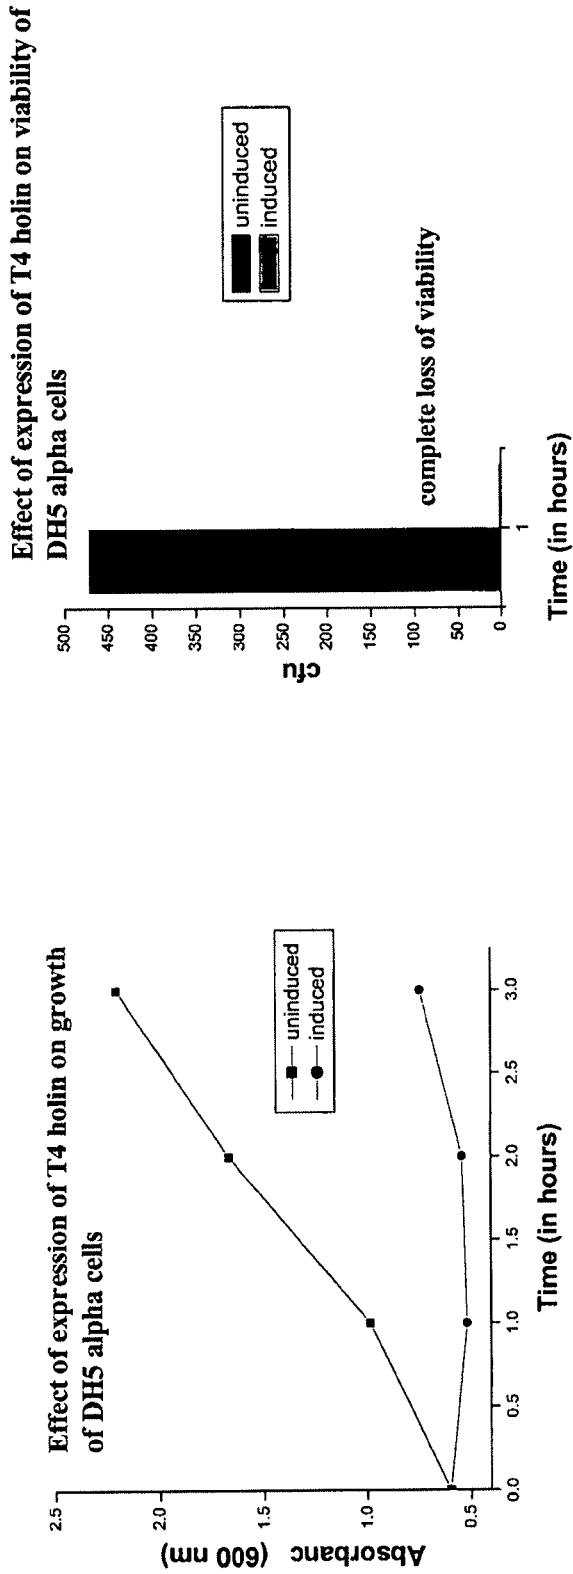 Effect of expression of T4 holin on growth
of DH5 alpha cells
2.5
2.0
1.5
1.0
0.5
Absorbanc (600 nm)
uninduced
induced
0.0
0.5
1.0
1.5
2.0
2.5
3.0
Time (in hours)
Effect of expression of T4 holin on viability of
DH5 alpha cells
500
450
400
350
300
250
200
150
100
50
0
cfu
uninduced
induced
complete loss of viability
1
Time (in hours)